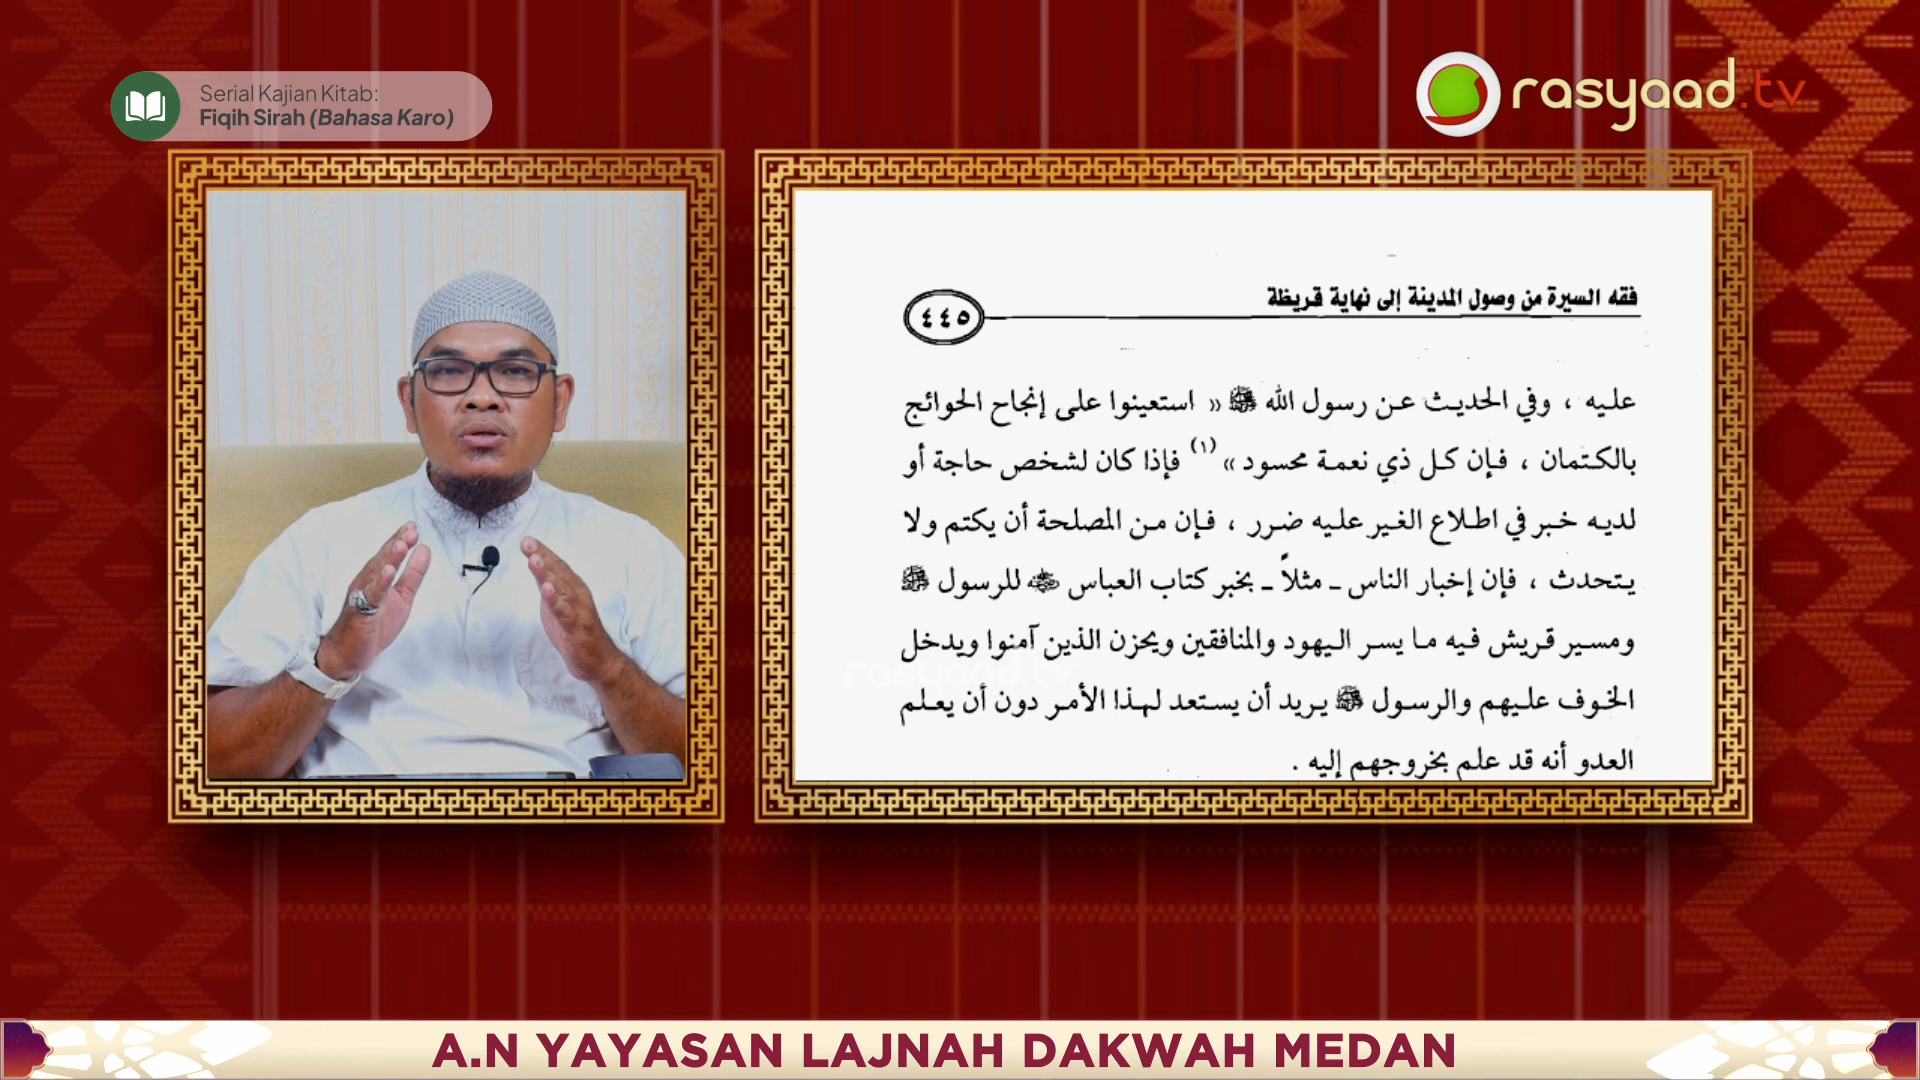 Serial Kajian Kitab:
Fiqih Sirah (Bahasa Karo)
rasyaad.tv
فقه السيرة من وصول المدينة إلى نهاية قريظة
٤٤٥
عليه ، وفي الحديث عن رسول الله ﷺ « استعينوا على إنجاح الحوائج
بالكتمان ، فإن كل ذي نعمة محسود » (١) فإذا كان لشخص حاجة أو
لديه خبر في اطلاع الغير عليه ضرر ، فإن من المصلحة أن يكتم ولا
يتحدث ، فإن إخبار الناس ـ مثلاً ـ بخبر كتاب العباس رضي الله عنه للرسول ﷺ
ومسير قريش فيه ما يسر اليهود والمنافقين ويحزن الذين آمنوا ويدخل
الخوف عليهم والرسول ﷺ يريد أن يستعد لهذا الأمر دون أن يعلم
العدو أنه قد علم بخروجهم إليه .
rasyaad.tv
A.N YAYASAN LAJNAH DAKWAH MEDAN